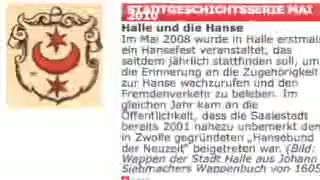 STADTGESCHICHTSSERIE MAI
2010
Halle und die Hanse
Im Mai 2008 wurde in Halle erstmals
ein Hansefest veranstaltet, das
seitdem jährlich stattfinden soll, um
die Erinnerung an die Zugehörigkeit
zur Hanse wachzurufen und den
Fremdenverkehr zu beleben. Im
gleichen Jahr kam an die
Öffentlichkeit, dass die Saalestadt
bereits 2001 nahezu unbemerkt dem
in Zwolle gegründeten „Hansebund
der Neuzeit" beigetreten war. (Bild:
Wappen der Stadt Halle aus Johann
Siebmachers Wappenbuch von 1605